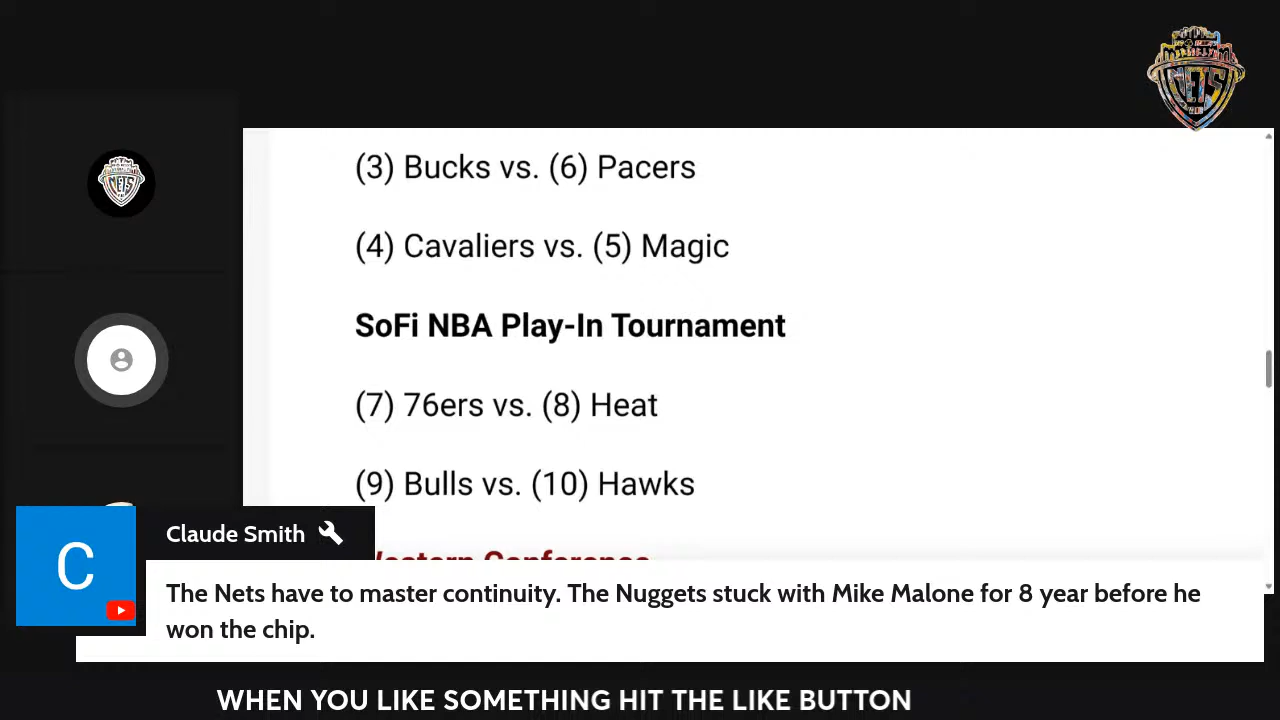 (3) Bucks vs. (6) Pacers
(4) Cavaliers vs. (5) Magic
SoFi NBA Play-In Tournament
(7) 76ers vs. (8) Heat
(9) Bulls vs. (10) Hawks
Western Conference
C
Claude Smith
The Nets have to master continuity. The Nuggets stuck with Mike Malone for 8 year before he
won the chip.
WHEN YOU LIKE SOMETHING HIT THE LIKE BUTTON